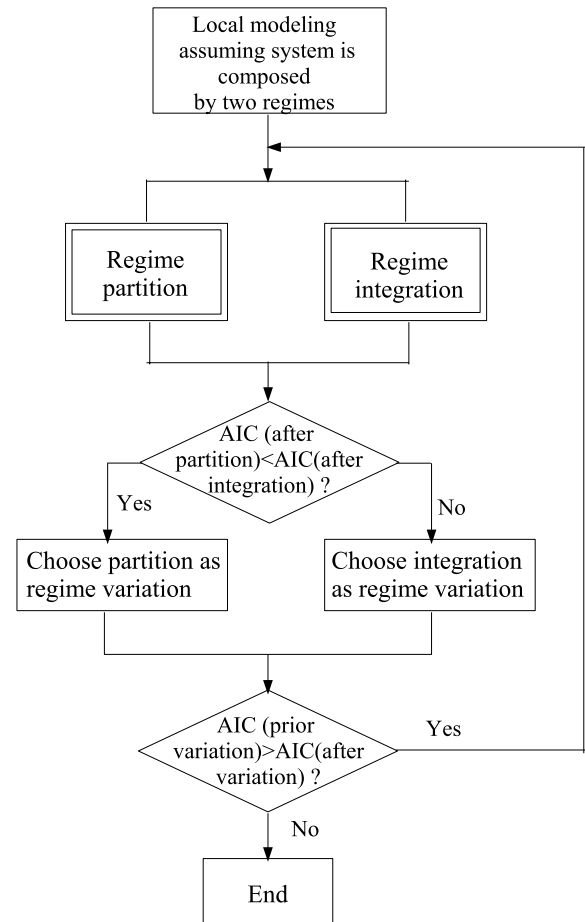 Local modeling
assuming system is
composed
by two regimes
Regime
partition
Regime
integration
AIC (after
partition)<AIC(after
integration) ?
Yes
No
Choose partition as
regime variation
Choose integration
as regime variation
AIC (prior
variation)>AIC(after
variation) ?
Yes
No
End